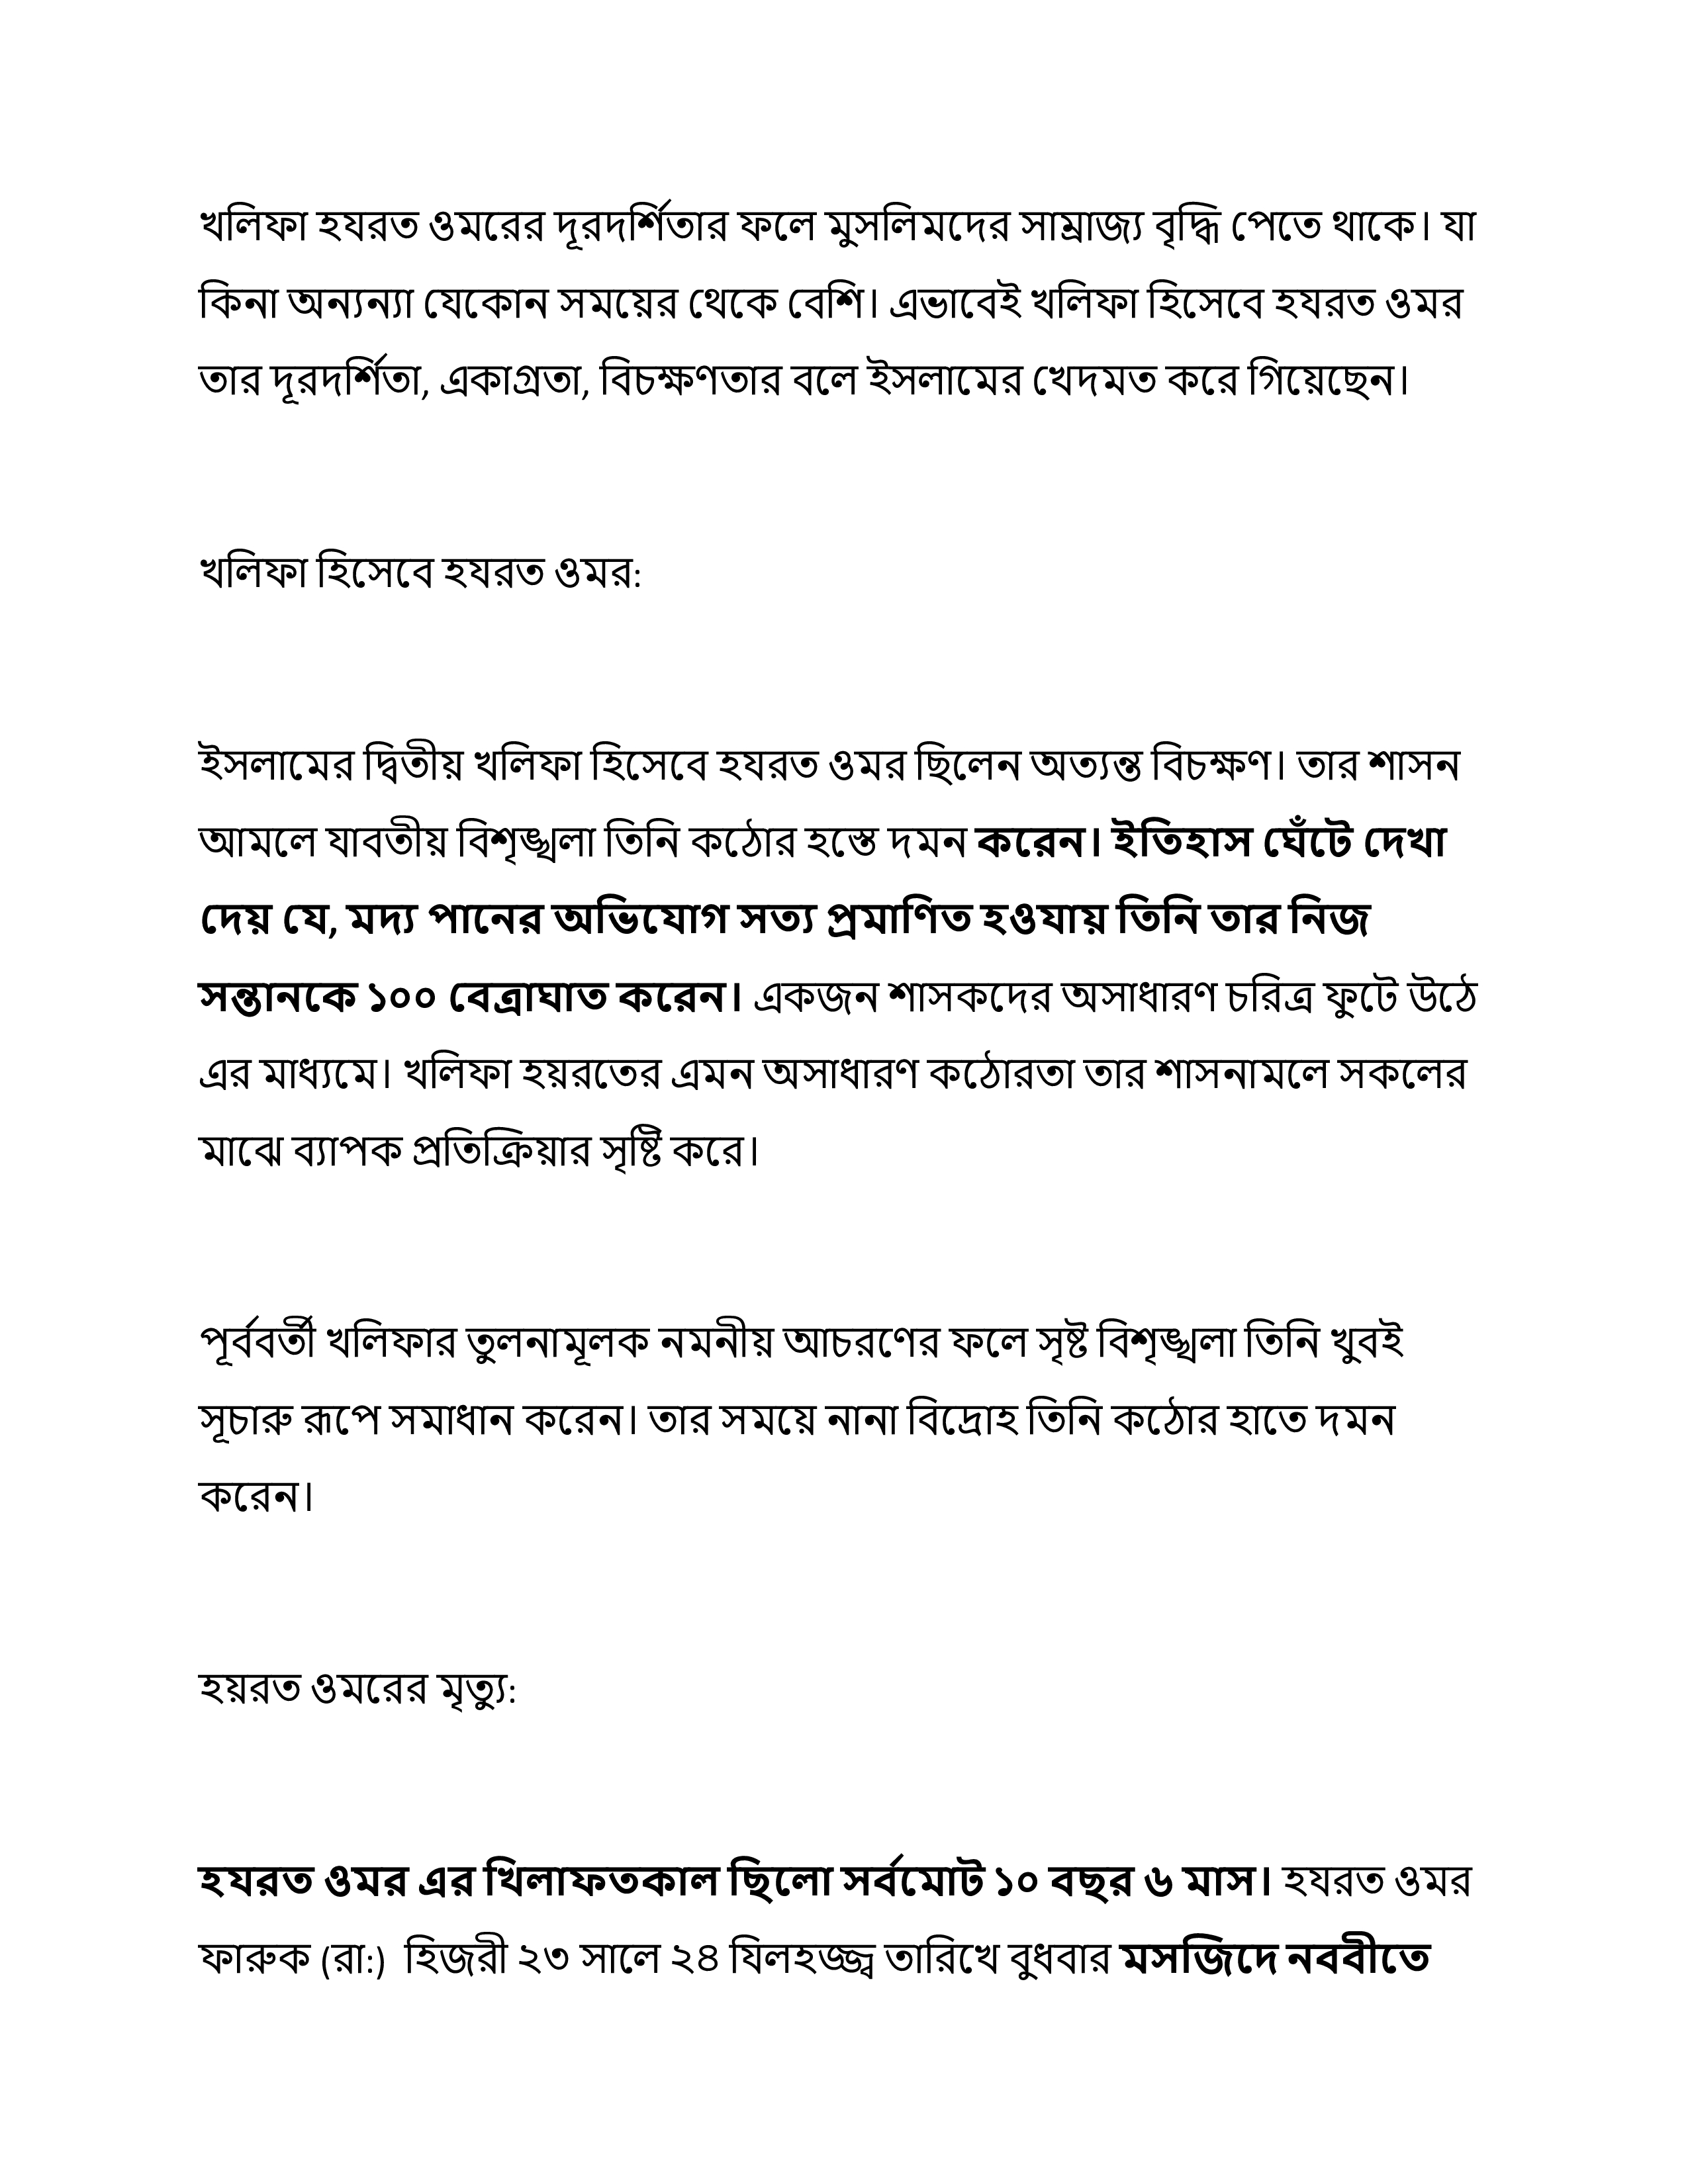 খলিফা হযরত ওমরের দূরদর্শিতার ফলে মুসলিমদের সাম্রাজ্য বৃদ্ধি পেতে থাকে। যা
কিনা অন্যন্যা যেকোন সময়ের থেকে বেশি। এভাবেই খলিফা হিসেবে হযরত ওমর
তার দূরদর্শিতা, একাগ্রতা, বিচক্ষণতার বলে ইসলামের খেদমত করে গিয়েছেন।
খলিফা হিসেবে হযরত ওমর:
ইসলামের দ্বিতীয় খলিফা হিসেবে হযরত ওমর ছিলেন অত্যন্ত বিচক্ষণ। তার শাসন
আমলে যাবতীয় বিশৃঙ্খলা তিনি কঠোর হস্তে দমন করেন। ইতিহাস ঘেঁটে দেখা
দেয় যে, মদ্য পানের অভিযোগ সত্য প্রমাণিত হওযায় তিনি তার নিজ
সন্তানকে ১০০ বেত্রাঘাত করেন। একজন শাসকদের অসাধারণ চরিত্র ফুটে উঠে
এর মাধ্যমে। খলিফা হয়রতের এমন অসাধারণ কঠোরতা তার শাসনামলে সকলের
মাঝে ব্যাপক প্রতিক্রিয়ার সৃষ্টি করে।
পূর্ববর্তী খলিফার তুলনামূলক নমনীয় আচরণের ফলে সৃষ্ট বিশৃঙ্খলা তিনি খুবই
সূচারু রূপে সমাধান করেন। তার সময়ে নানা বিদ্রোহ তিনি কঠোর হাতে দমন
করেন।
হয়রত ওমরের মৃত্যু:
হযরত ওমর এর খিলাফতকাল ছিলো সর্বমোট ১০ বছর ৬ মাস। হযরত ওমর
ফারুক (রা:)  হিজরী ২৩ সালে ২৪ যিলহজ্জ্ব তারিখে বুধবার মসজিদে নববীতে